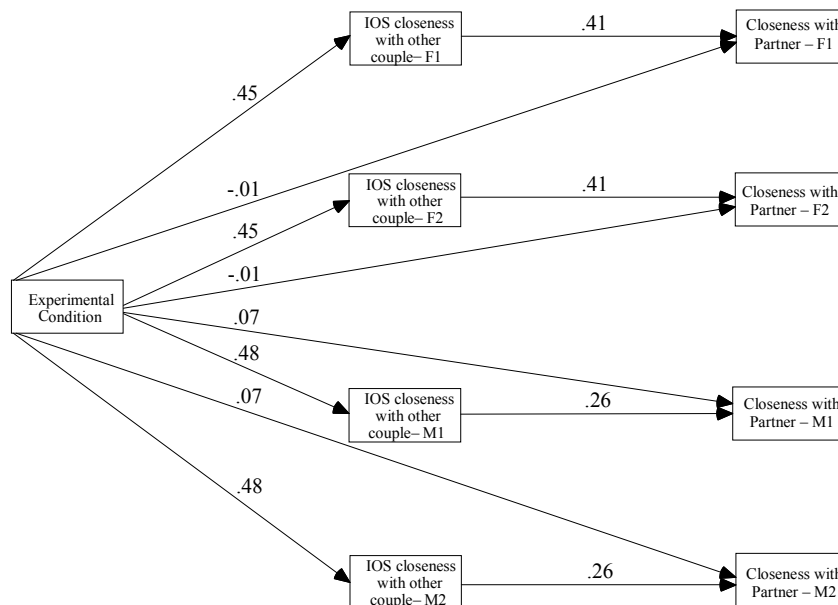 IOS closeness
with other
couple– F1
.41
Closeness with
Partner – F1
.45
-.01
IOS closeness
with other
couple– F2
.41
Closeness with
Partner – F2
.45
-.01
Experimental
Condition
.07
.48
.07
IOS closeness
with other
couple– M1
.26
Closeness with
Partner – M1
.48
IOS closeness
with other
couple– M2
.26
Closeness with
Partner – M2